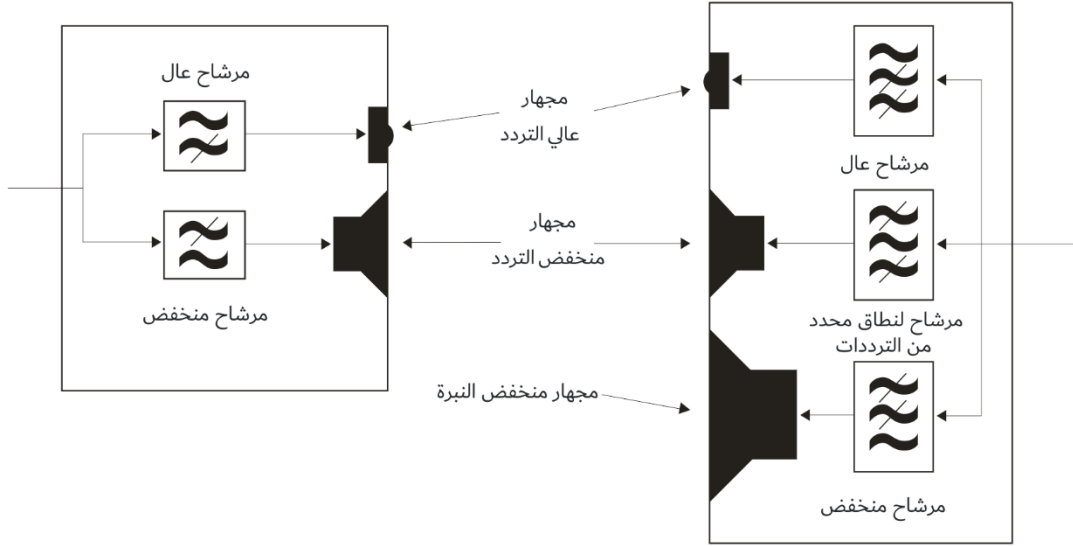 مرشاح عال
مجهار
عالي التردد
مرشاح عال
مجهار
منخفض التردد
مرشاح منخفض
مرشاح لنطاق محدد
من الترددات
مجهار منخفض النبرة
مرشاح منخفض